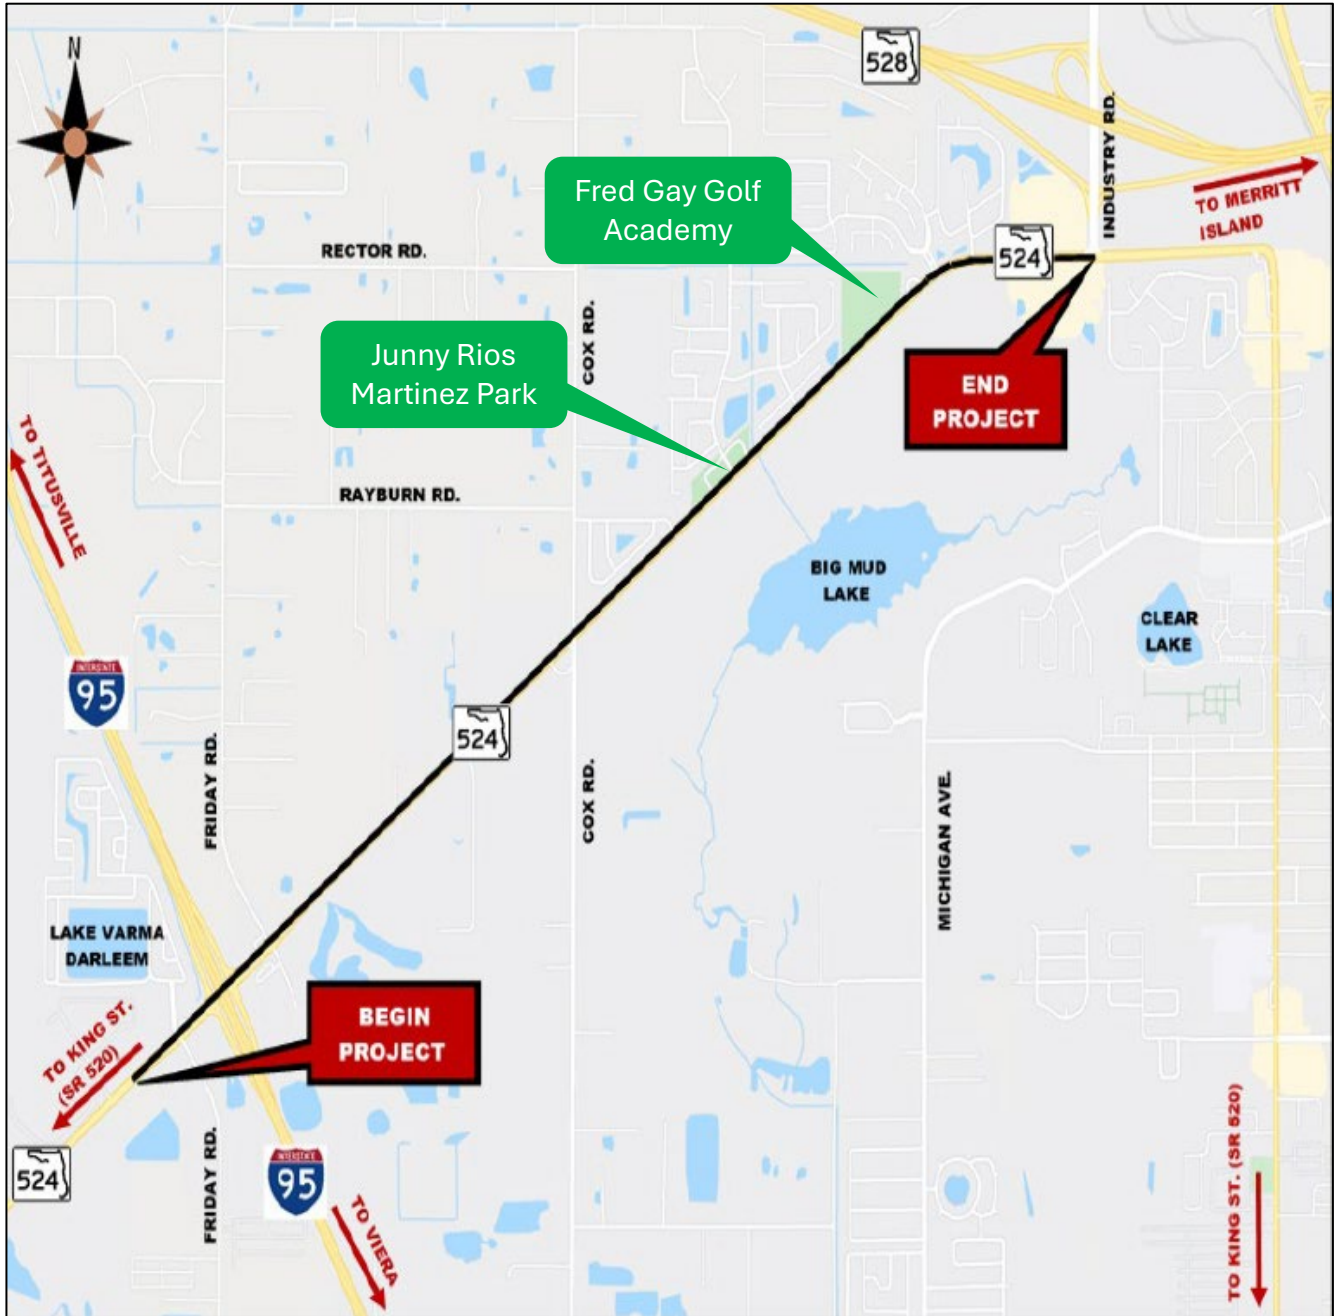 N
528
INDUSTRY RD.
TO MERRITT
ISLAND
Fred Gay Golf
Academy
RECTOR RD.
524
COX RD.
Junny Rios
Martinez Park
END
PROJECT
TO TITUSVILLE
RAYBURN RD.
BIG MUD
LAKE
CLEAR
LAKE
INTERSTATE
95
524
FRIDAY RD.
COX RD.
MICHIGAN AVE.
LAKE VARMA
DARLEEM
BEGIN
PROJECT
TO KING ST.
(SR 520)
524
FRIDAY RD.
INTERSTATE
95
TO VIERA
TO KING ST. (SR 520)